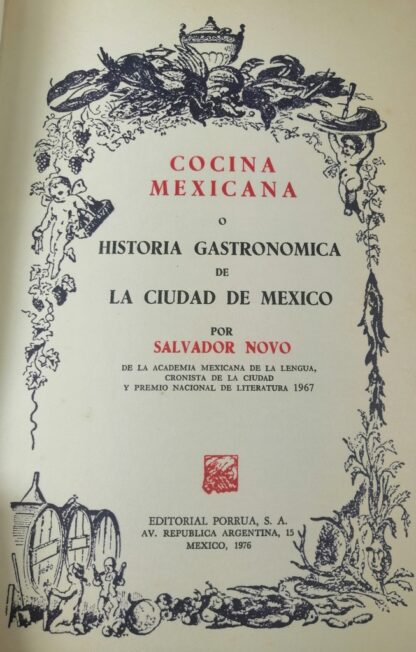 COCINA
MEXICANA
O
HISTORIA GASTRONOMICA
DE
LA CIUDAD DE MEXICO
POR
SALVADOR NOVO
DE LA ACADEMIA MEXICANA DE LA LENGUA,
CRONISTA DE LA CIUDAD
Y PREMIO NACIONAL DE LITERATURA 1967
EDITORIAL PORRUA, S. A.
AV. REPUBLICA ARGENTINA, 15
MEXICO, 1976